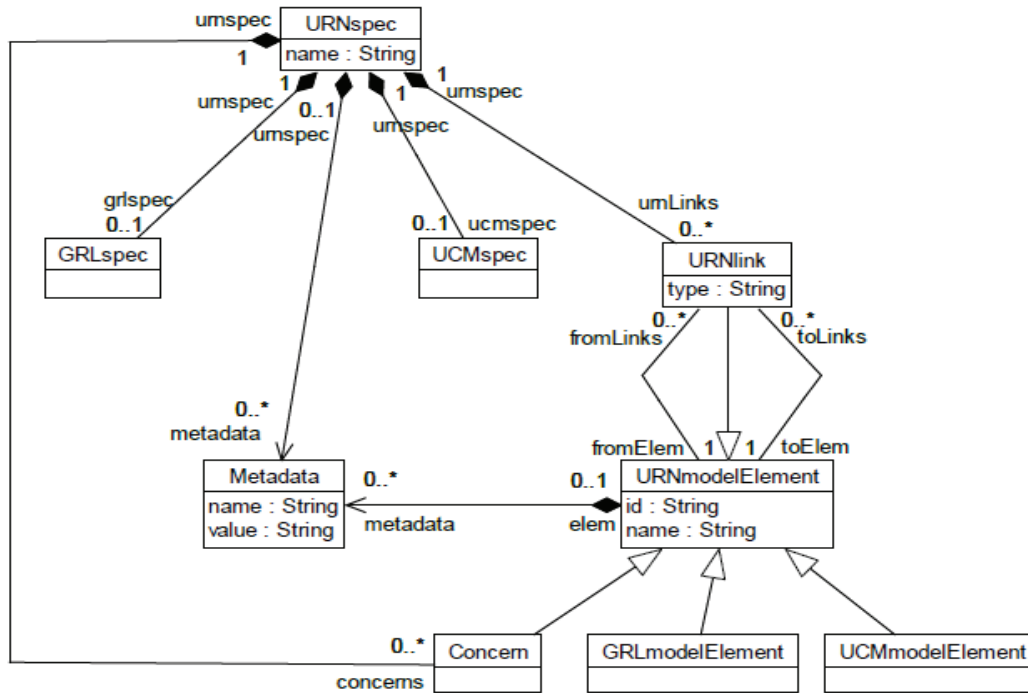 urnspec
URNspec
1
name : String
1
urnspec
0..1
urnspec
1
urnspec
1
urnspec
grlspec
0..1
GRLspec
0..1
ucmspec
UCMspec
urnLinks
0..*
URNlink
type : String
0..*
fromLinks
0..*
toLinks
0..*
metadata
fromElem
1
1
toElem
Metadata
name : String
value : String
0..*
metadata
0..1
elem
URNmodelElement
id : String
name : String
0..*
concerns
Concern
GRLmodelElement
UCMmodelElement